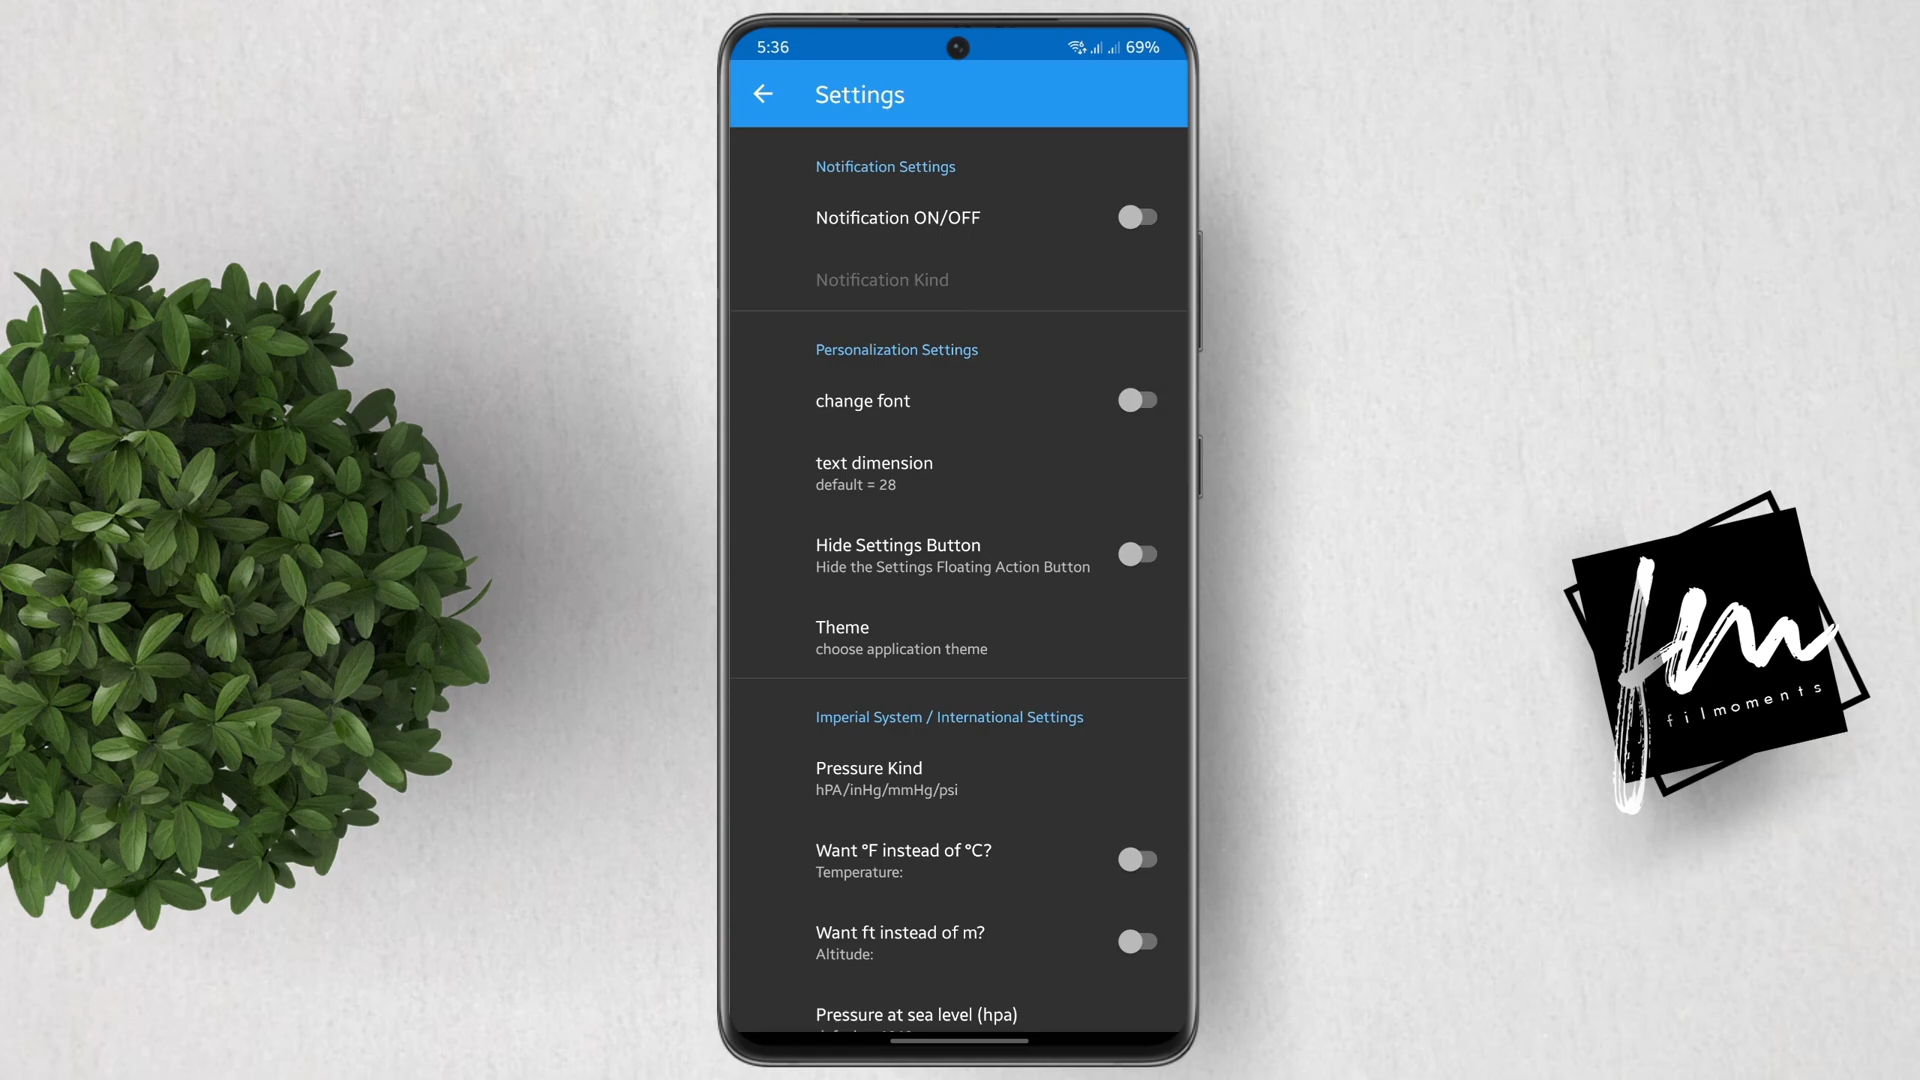 5:36
69%
Settings
Notification Settings
Notification ON/OFF
Notification Kind
Personalization Settings
change font
text dimension
default = 28
Hide Settings Button
Hide the Settings Floating Action Button
Theme
choose application theme
Imperial System / International Settings
Pressure Kind
hPA/inHg/mmHg/psi
Want °F instead of °C?
Temperature:
Want ft instead of m?
Altitude:
Pressure at sea level (hpa)
fm
filmoments